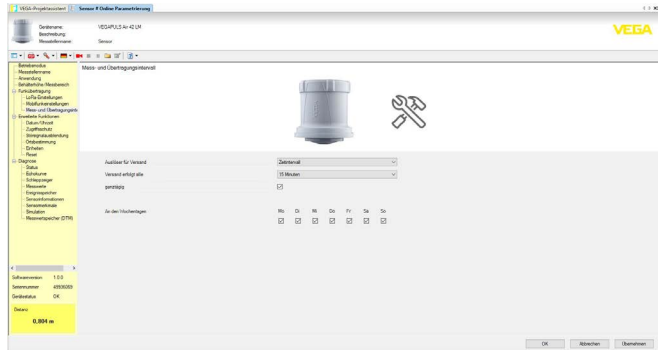 VEGA-Projektassistent
Sensor # Online Parametrierung
Gerätename: VEGAPULS Air 42 LM
Beschreibung:
Messstellenname: Sensor
VEGA
Betriebsmodus
Messstellenname
Anwendung
Behälterhöhe/Messbereich
Funkübertragung
LoRa-Einstellungen
Mobilfunkeinstellungen
Mess- und Übertragungsinte
Erweiterte Funktionen
Datum/Uhrzeit
Zugriffsschutz
Störsignalausblendung
Ortsbestimmung
Einheiten
Reset
Diagnose
Status
Echokurve
Schleppzeiger
Messwerte
Ereignisspeicher
Sensorinformationen
Sensormerkmale
Simulation
Messwertspeicher (DTM)
Softwareversion 1.0.0
Seriennummer
Gerätestatus OK
Distanz
0,804 m
Mess- und Übertragungsintervall
Auslöser für Versand Zeitintervall
Versand erfolgt alle 15 Minuten
ganztägig
An den Wochentagen Mo Di Mi Do Fr Sa So
OK Abbrechen Übernehmen